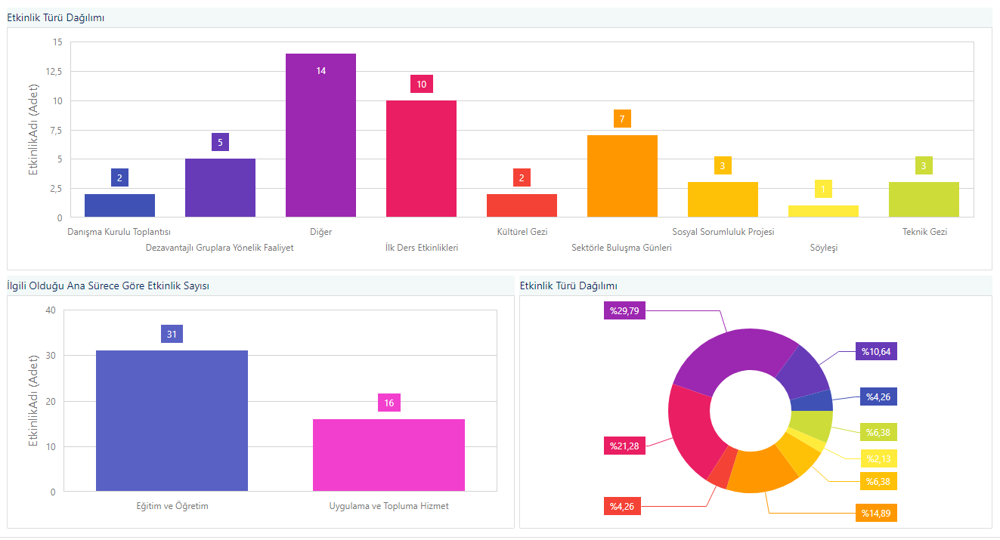 Etkinlik Türü Dağılımı
EtkinlikAdı (Adet)
15
12,5
10
7,5
5
2,5
0
2
5
14
10
2
7
3
1
3
Danışma Kurulu Toplantısı
Dezavantajlı Gruplara Yönelik Faaliyet
Diğer
İlk Ders Etkinlikleri
Kültürel Gezi
Sektörle Buluşma Günleri
Sosyal Sorumluluk Projesi
Söyleşi
Teknik Gezi
İlgili Olduğu Ana Sürece Göre Etkinlik Sayısı
EtkinlikAdı (Adet)
40
30
20
10
0
31
16
Eğitim ve Öğretim
Uygulama ve Topluma Hizmet
Etkinlik Türü Dağılımı
%29,79
%10,64
%4,26
%6,38
%2,13
%6,38
%14,89
%4,26
%21,28